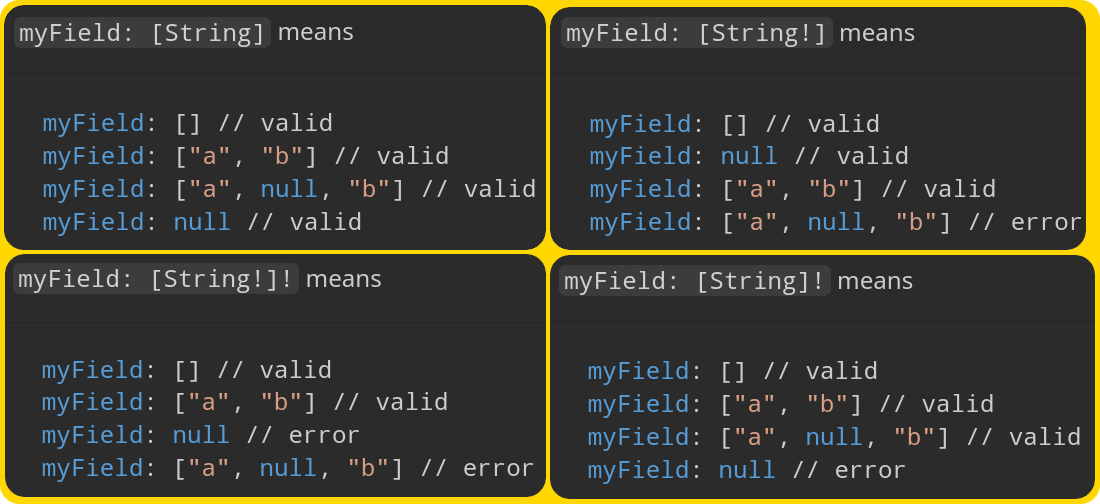 myField: [String] means
myField: [] // valid
myField: ["a", "b"] // valid
myField: ["a", null, "b"] // valid
myField: null // valid
myField: [String!] means
myField: [] // valid
myField: null // valid
myField: ["a", "b"] // valid
myField: ["a", null, "b"] // error
myField: [String!]! means
myField: [] // valid
myField: ["a", "b"] // valid
myField: null // error
myField: ["a", null, "b"] // error
myField: [String]! means
myField: [] // valid
myField: ["a", "b"] // valid
myField: ["a", null, "b"] // valid
myField: null // error